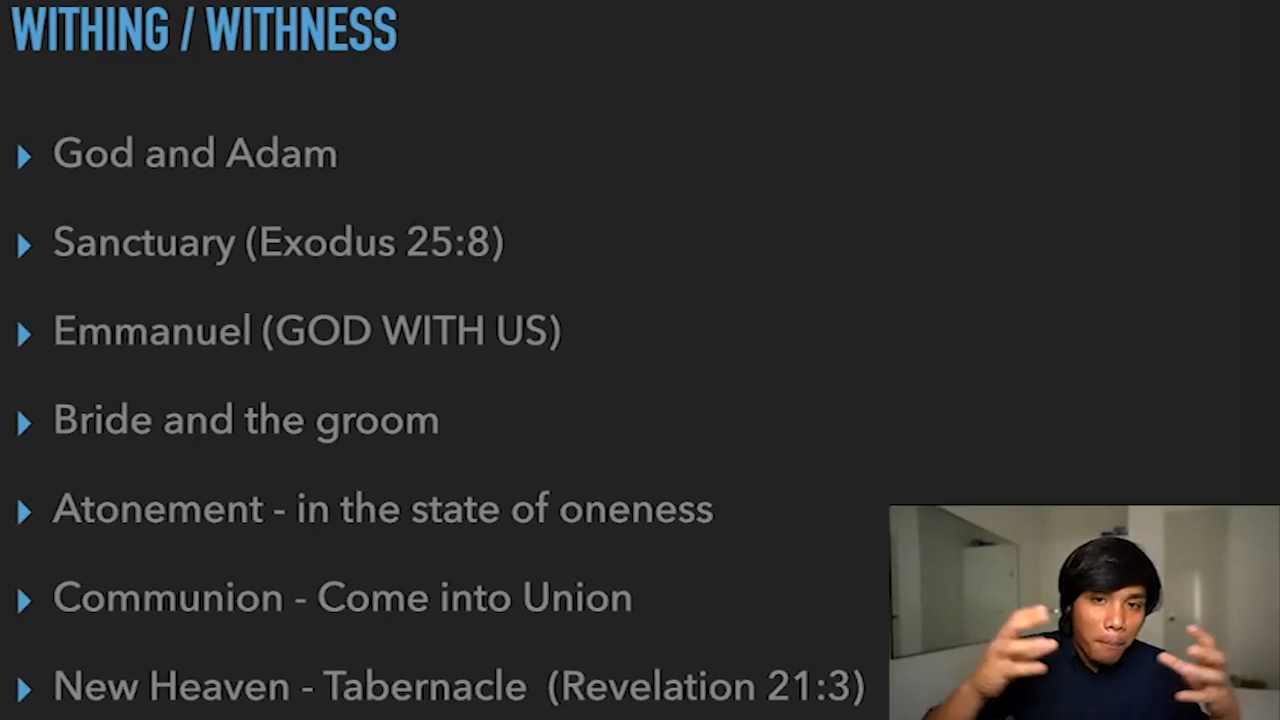 WITHING / WITHNESS
God and Adam
Sanctuary (Exodus 25:8)
Emmanuel (GOD WITH US)
Bride and the groom
Atonement - in the state of oneness
Communion - Come into Union
New Heaven - Tabernacle (Revelation 21:3)